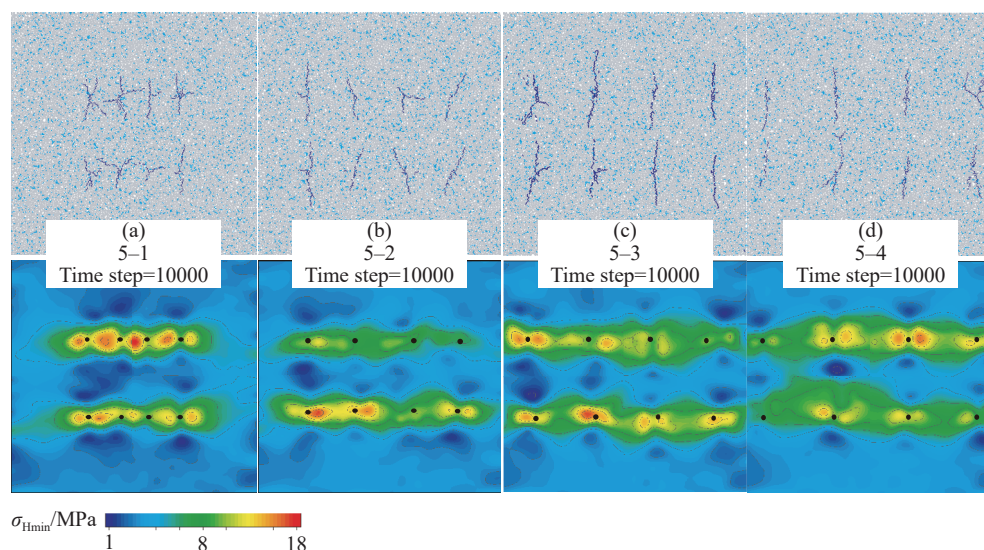 (a)
5–1
Time step=10000
(b)
5–2
Time step=10000
(c)
5–3
Time step=10000
(d)
5–4
Time step=10000
σHmin/MPa
1 8 18